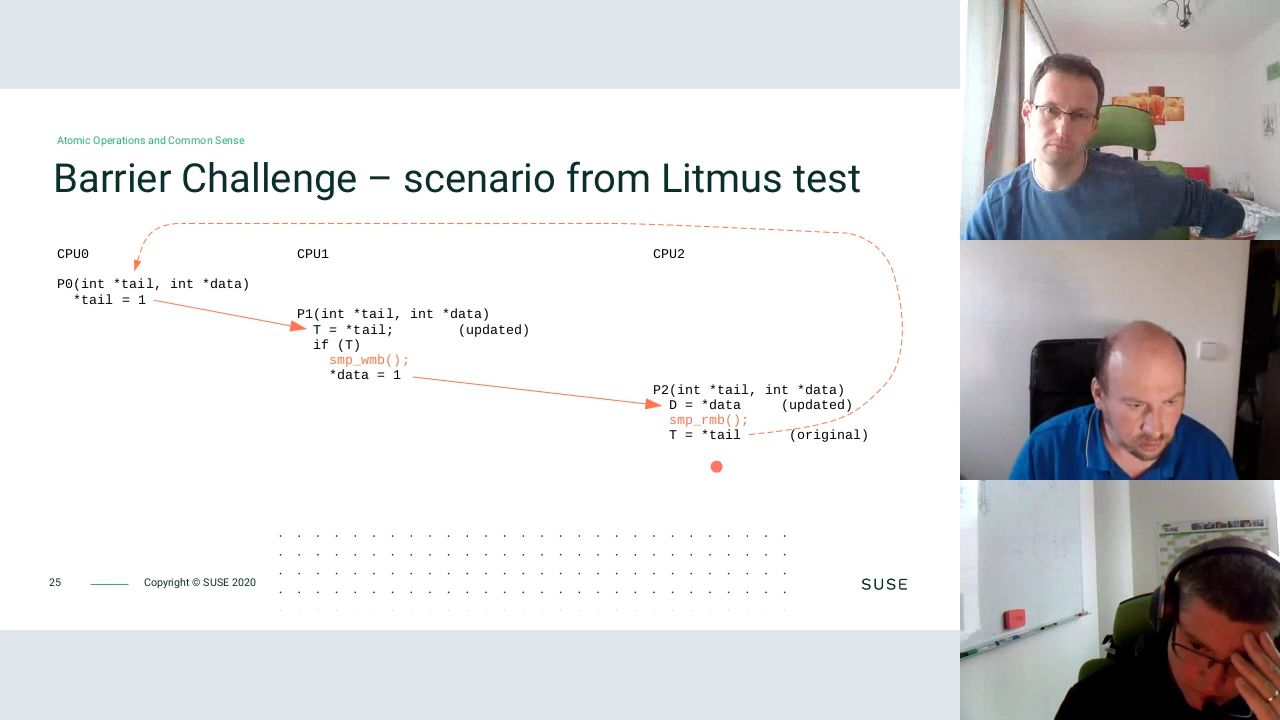 Atomic Operations and Common Sense
Barrier Challenge – scenario from Litmus test
CPU0
P0(int *tail, int *data)
*tail = 1
CPU1
P1(int *tail, int *data)
T = *tail; (updated)
if (T)
smp_wmb();
*data = 1
CPU2
P2(int *tail, int *data)
D = *data (updated)
smp_rmb();
T = *tail (original)
25
Copyright © SUSE 2020
SUSE
SUSE